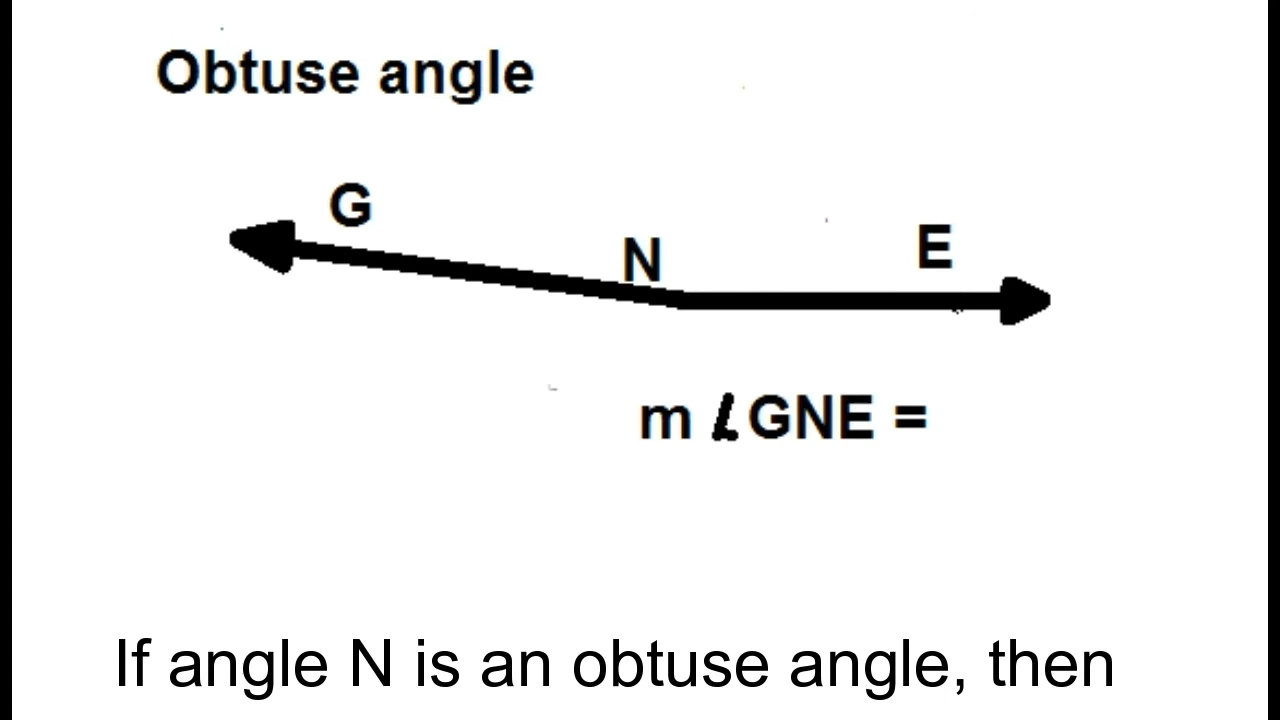 Obtuse angle
G
N
E
m ∠GNE =
If angle N is an obtuse angle, then